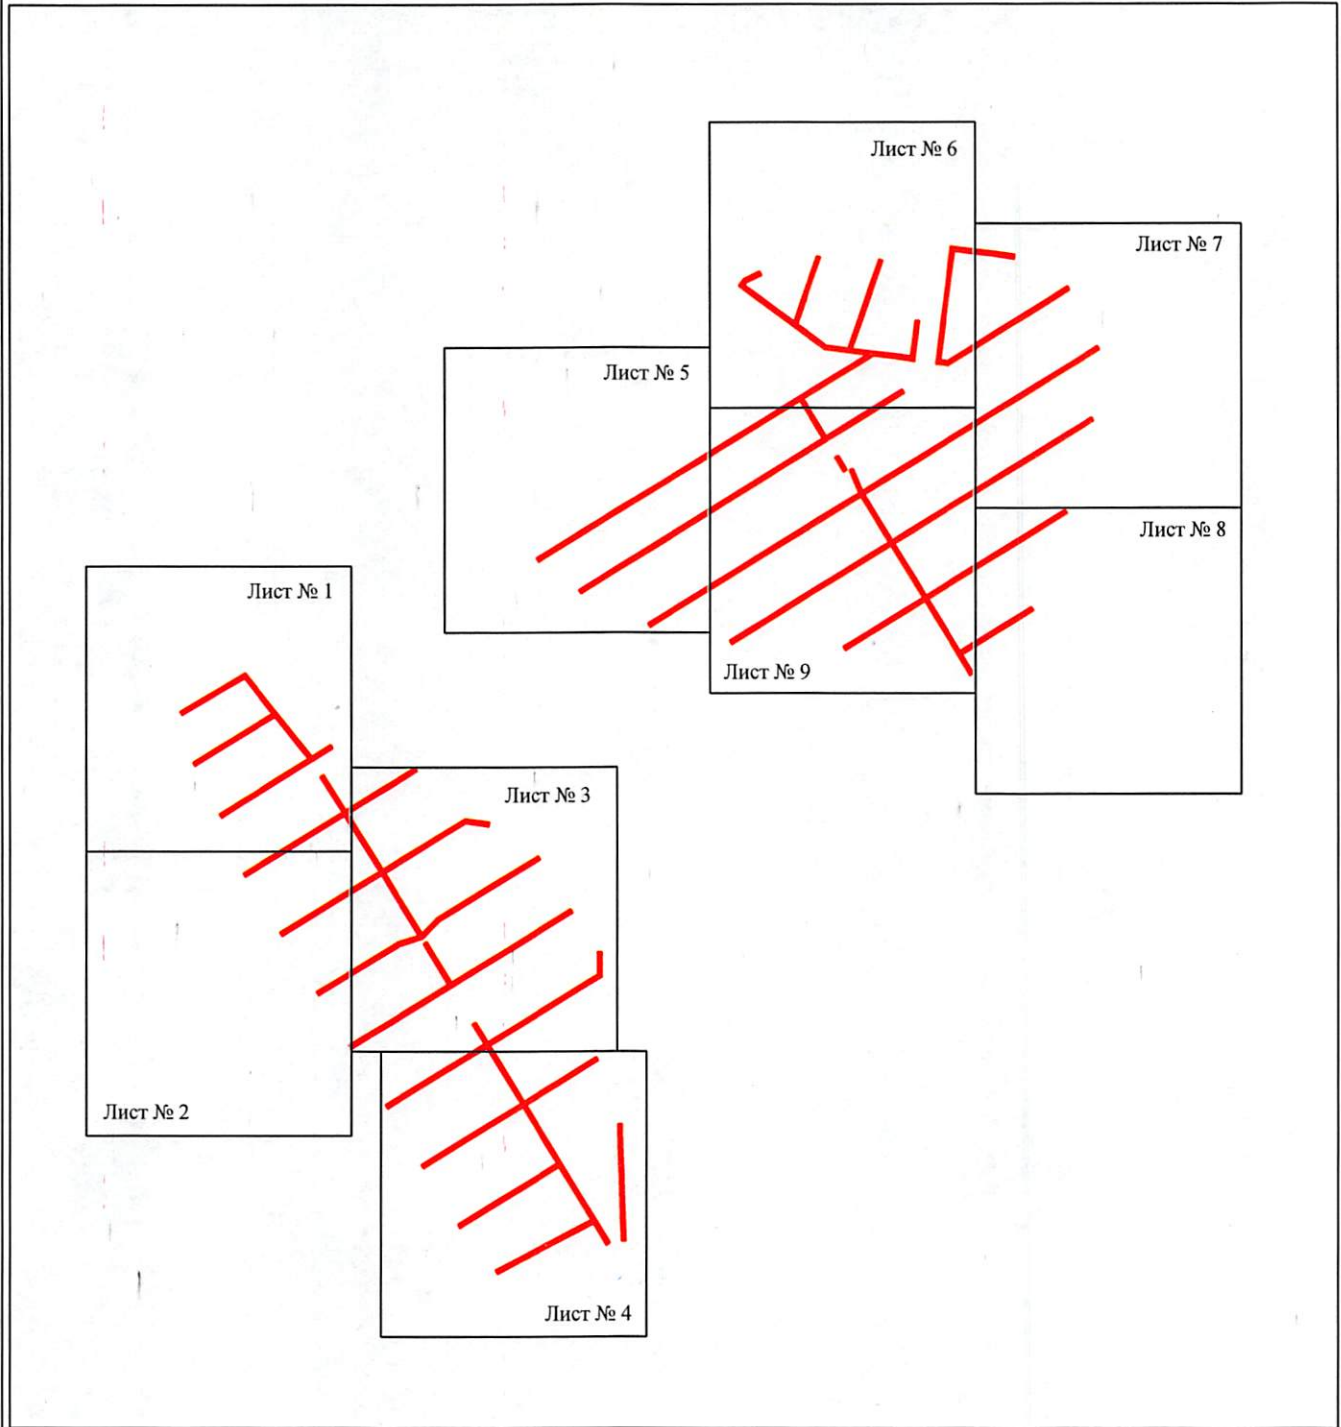 Лист № 6
Лист № 7
Лист № 5
Лист № 8
Лист № 1
Лист № 9
Лист № 3
Лист № 2
Лист № 4